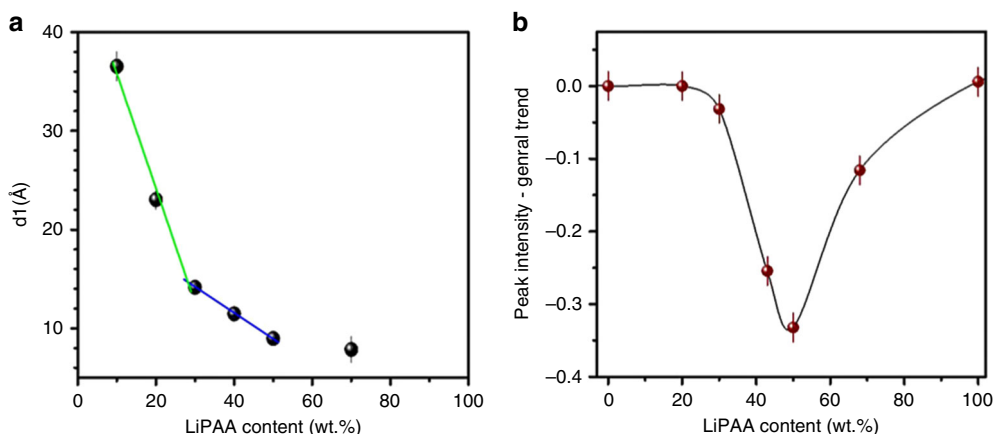 a
40
30
20
10
d1(Å)
0 20 40 60 80 100
LiPAA content (wt.%)
b
0.0
–0.1
–0.2
–0.3
–0.4
Peak intensity - genral trend
0 20 40 60 80 100
LiPAA content (wt.%)